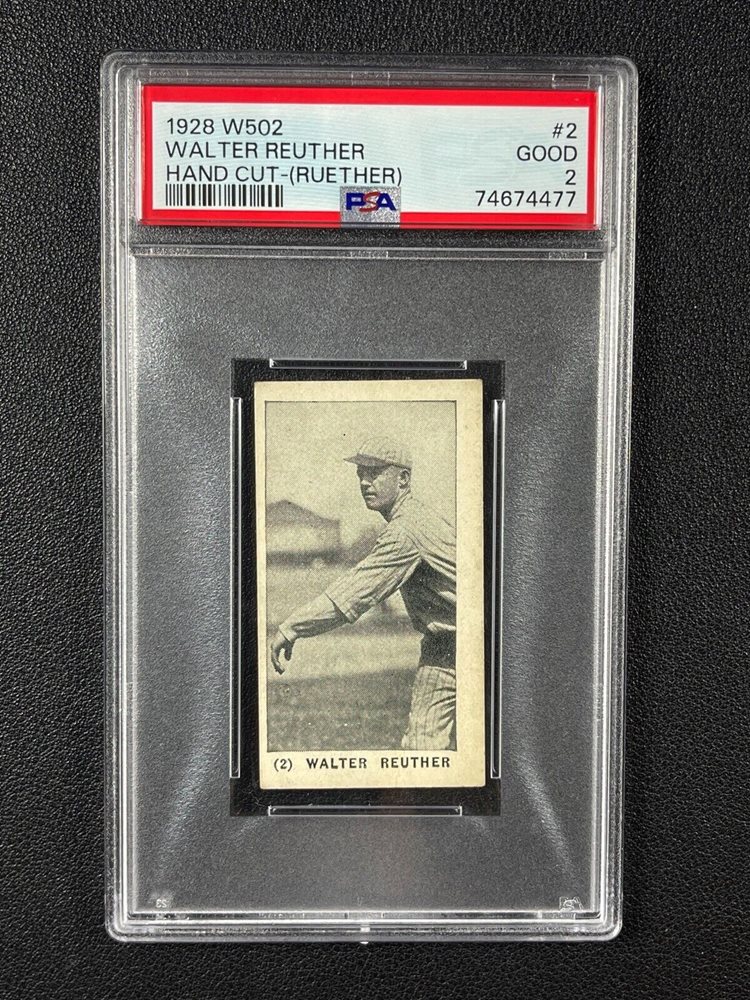 1928 W502 #2
WALTER REUTHER GOOD
HAND CUT-(RUETHER) 2
PSA 74674477
(2) WALTER REUTHER